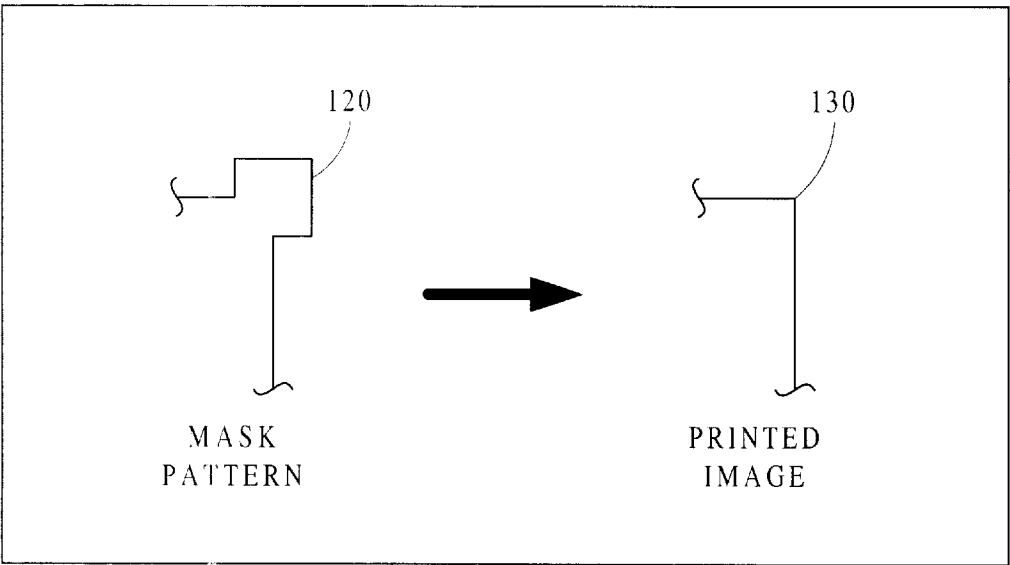 120
130
MASK
PATTERN
PRINTED
IMAGE